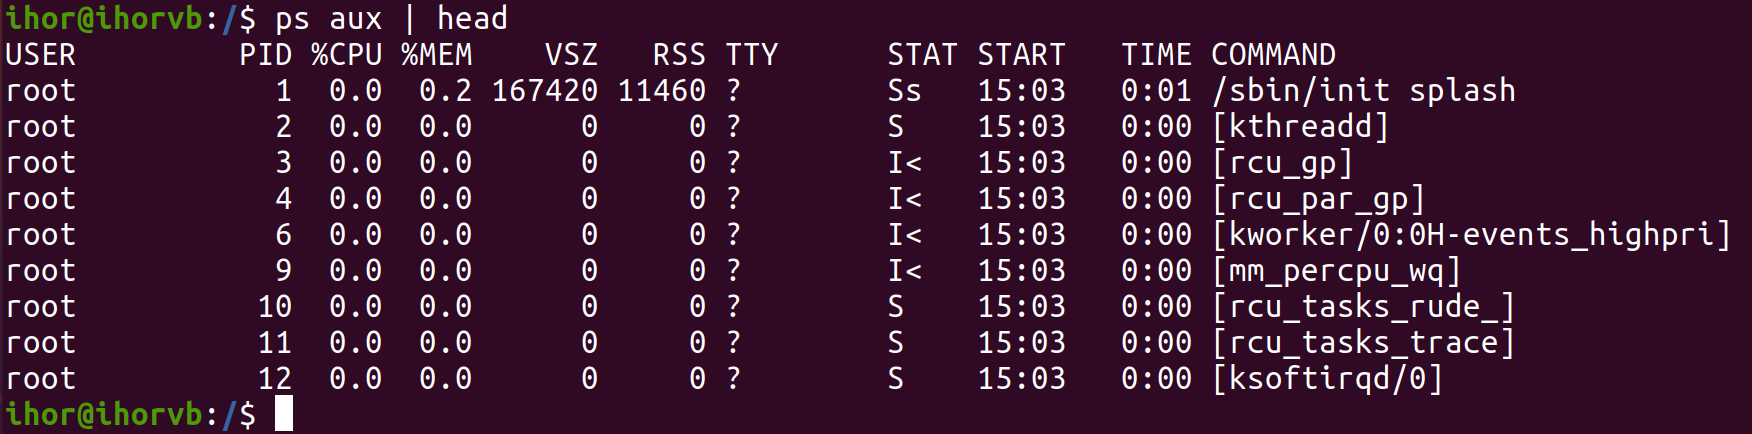 ihor@ihorvb:/$ ps aux | head
USER         PID %CPU %MEM    VSZ   RSS TTY      STAT START   TIME COMMAND
root           1  0.0  0.2 167420 11460 ?        Ss   15:03   0:01 /sbin/init splash
root           2  0.0  0.0      0     0 ?        S    15:03   0:00 [kthreadd]
root           3  0.0  0.0      0     0 ?        I<   15:03   0:00 [rcu_gp]
root           4  0.0  0.0      0     0 ?        I<   15:03   0:00 [rcu_par_gp]
root           6  0.0  0.0      0     0 ?        I<   15:03   0:00 [kworker/0:0H-events_highpri]
root           9  0.0  0.0      0     0 ?        I<   15:03   0:00 [mm_percpu_wq]
root          10  0.0  0.0      0     0 ?        S    15:03   0:00 [rcu_tasks_rude_]
root          11  0.0  0.0      0     0 ?        S    15:03   0:00 [rcu_tasks_trace]
root          12  0.0  0.0      0     0 ?        S    15:03   0:00 [ksoftirqd/0]
ihor@ihorvb:/$